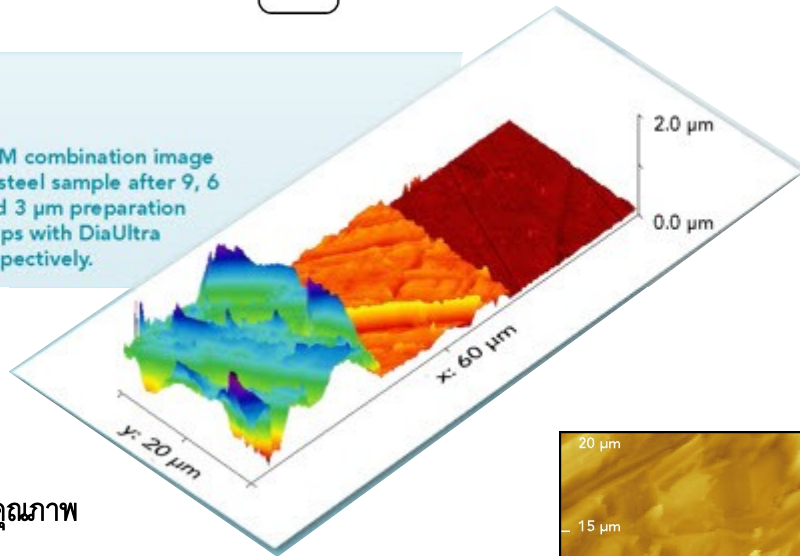 M combination image
steel sample after 9, 6
d 3 µm preparation
ps with DiaUltra
pectively.
2.0 µm
0.0 µm
x: 60 µm
y: 20 µm
คุณภาพ
20 µm
15 µm